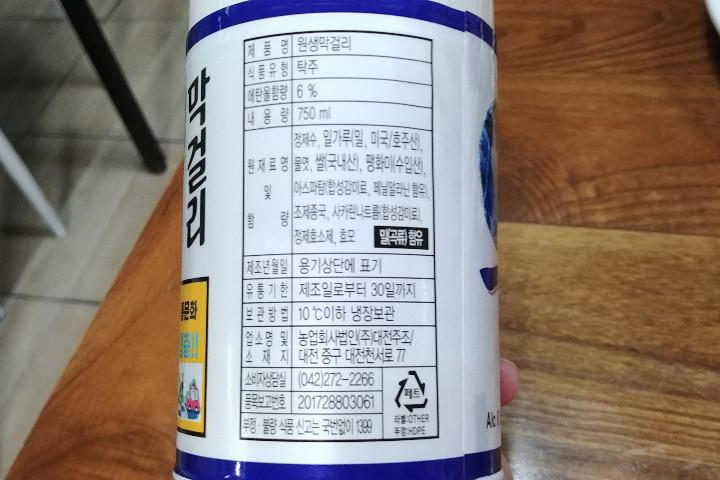 막걸리
제품명 원생막걸리
식품유형 탁주
에탄올함량 6 %
내용량 750 ml
원재료명 및 함량
정제수, 밀가루(밀, 미국/호주산),
물엿, 쌀(국내산), 팽화미(수입산),
아스파탐(합성감미료, 페닐알라닌 함유),
조제종국, 사카린나트륨(합성감미료),
정제효소제, 효모 밀(곡류) 함유
제조년월일 용기상단에 표기
유통기한 제조일로부터 30일까지
보관방법 10 ℃이하 냉장보관
업소명 및 소재지
농업회사법인(주)대전주조/
대전 중구 대전천서로 77
소비자상담실 (042)272-2266
품목보고번호 201728803061
부정·불량 식품 신고는 국번없이 1399
페트
라벨:OTHER
뚜껑:HDPE
Alc